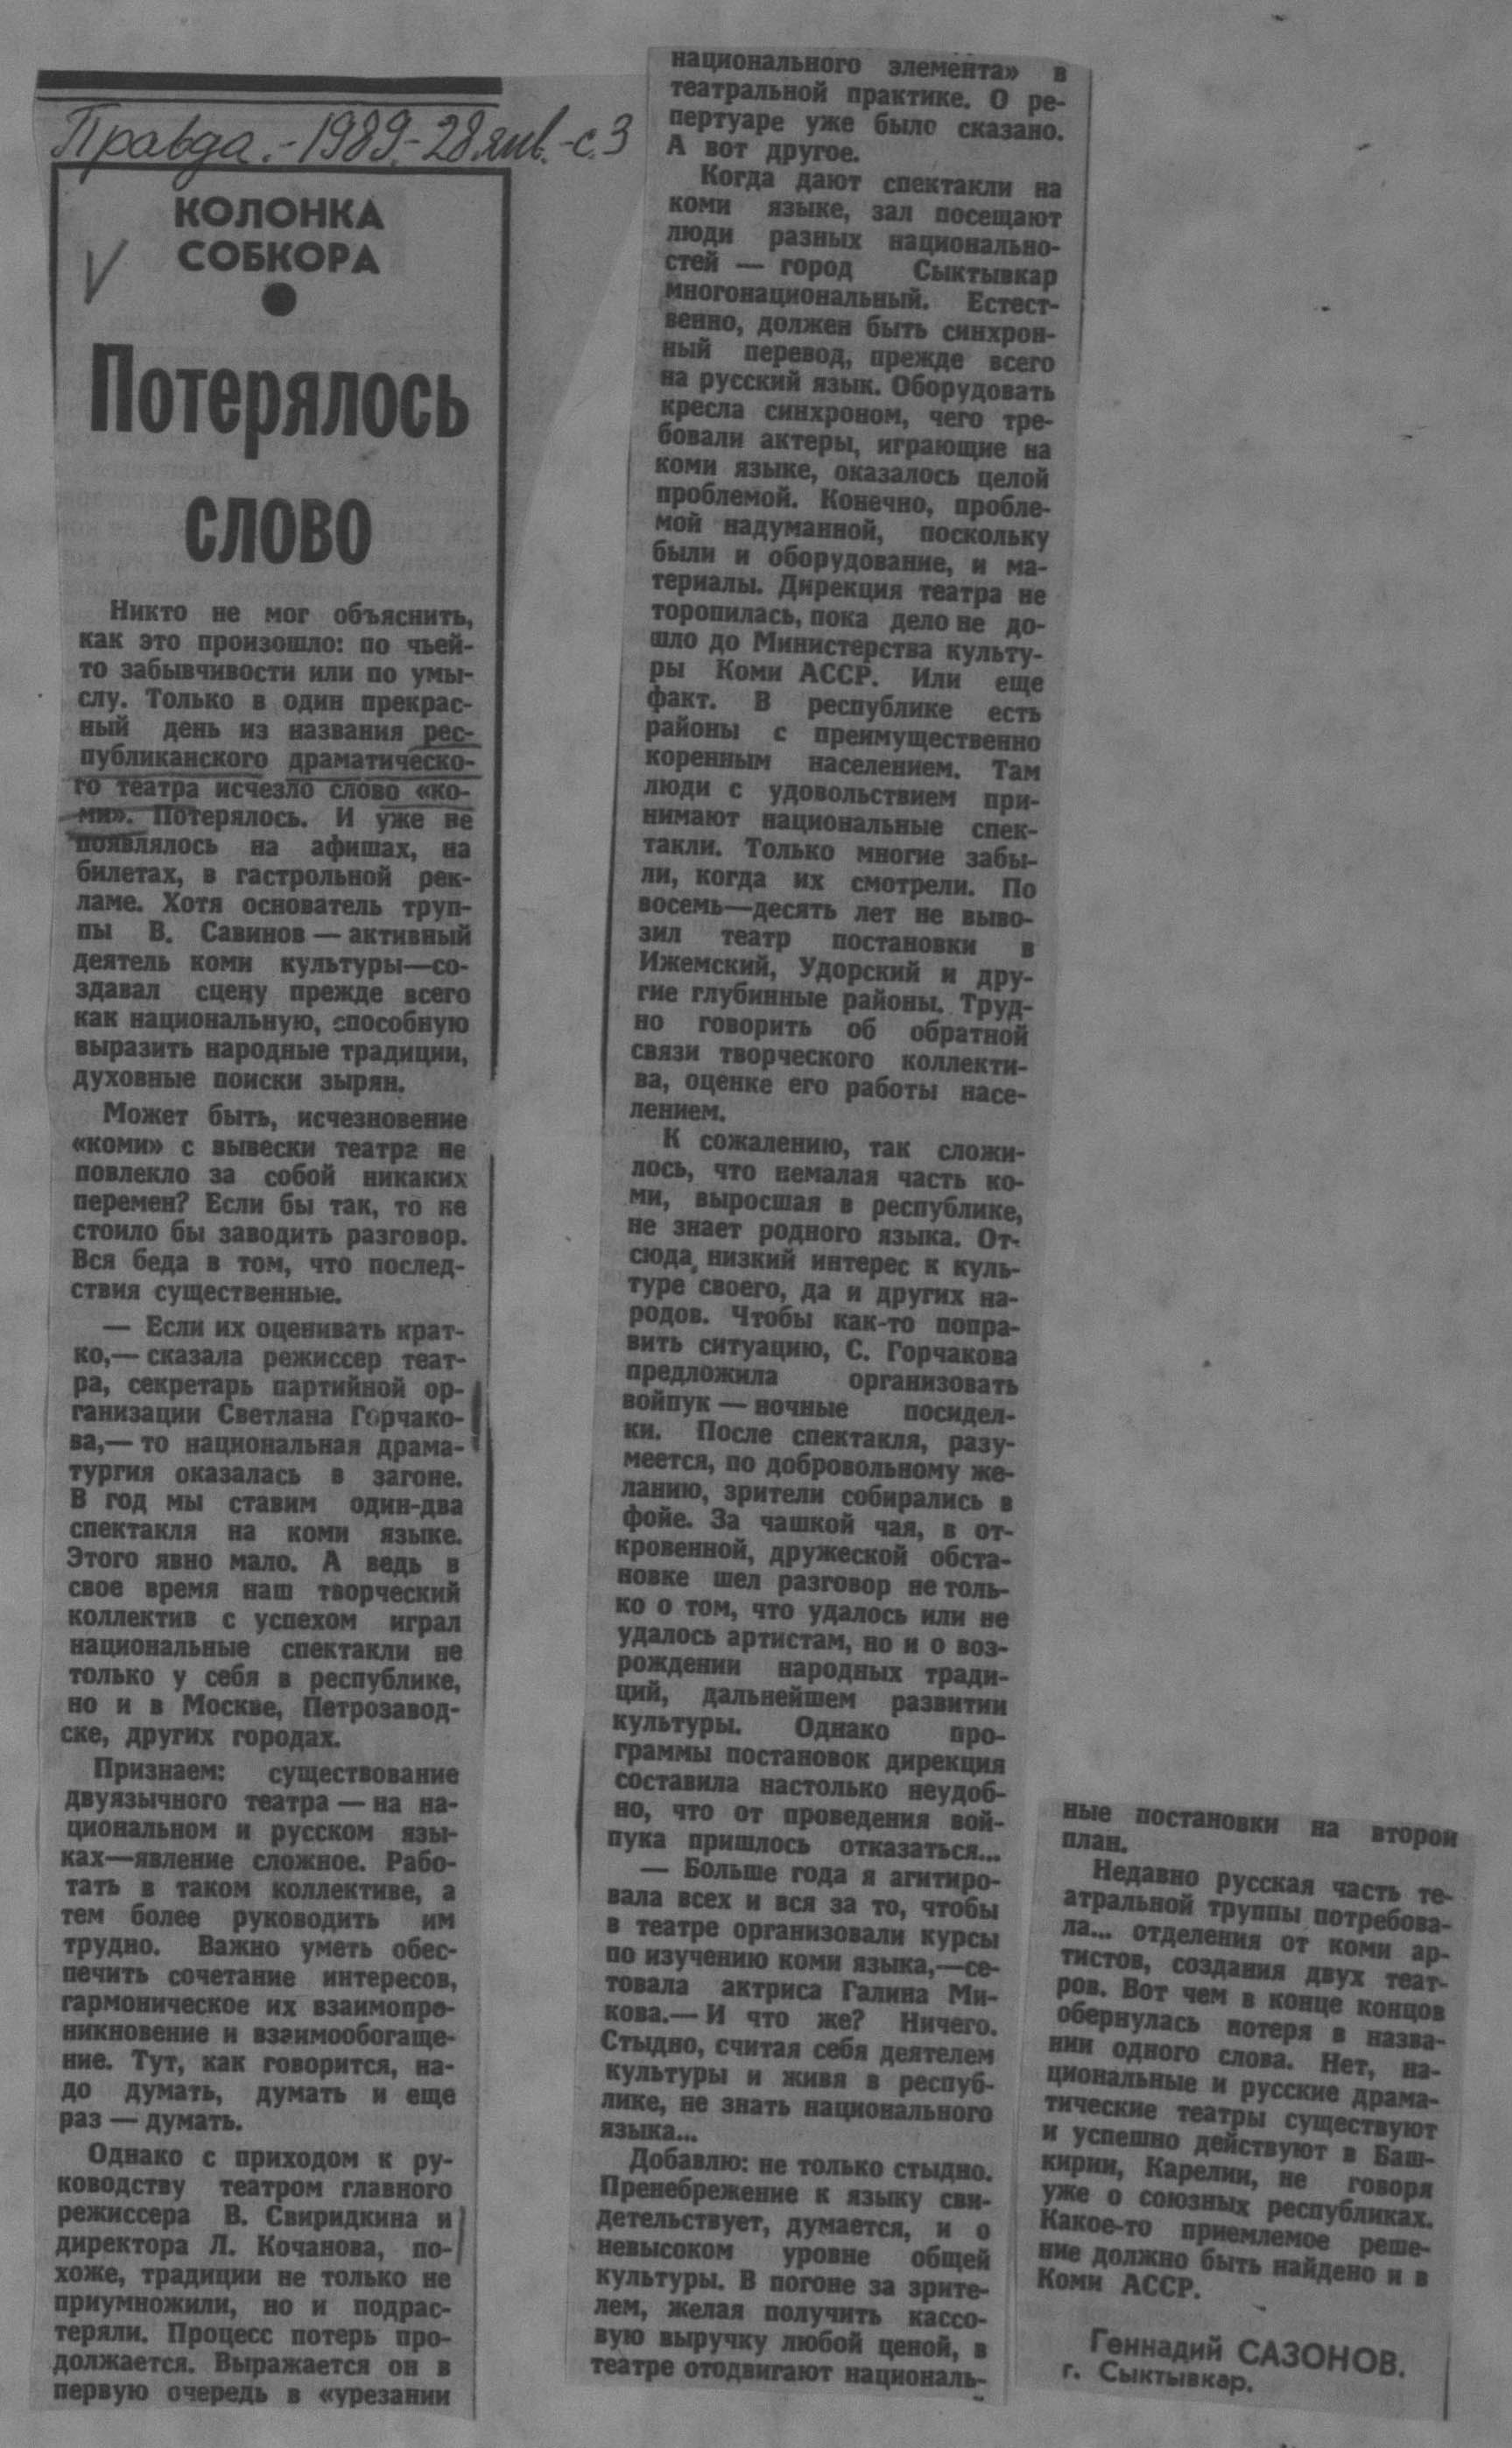 Правда.-1989.-28 янв.-с.3
КОЛОНКА
СОБКОРА
Потерялось
слово
Никто не мог объяснить,
как это произошло: по чьей-
то забывчивости или по умы-
слу. Только в один прекрас-
ный день из названия рес-
публиканского драматическо-
го театра исчезло слово «ко-
ми». Потерялось. И уже не
появлялось на афишах, на
билетах, в гастрольной рек-
ламе. Хотя основатель труп-
пы В. Савинов — активный
деятель коми культуры—со-
здавал сцену прежде всего
как национальную, способную
выразить народные традиции,
духовные поиски зырян.
Может быть, исчезновение
«коми» с вывески театра не
повлекло за собой никаких
перемен? Если бы так, то не
стоило бы заводить разговор.
Вся беда в том, что послед-
ствия существенные.
— Если их оценивать крат-
ко,— сказала режиссер теат-
ра, секретарь партийной ор-
ганизации Светлана Горчако-
ва,— то национальная драма-
тургия оказалась в загоне.
В год мы ставим один-два
спектакля на коми языке.
Этого явно мало. А ведь в
свое время наш творческий
коллектив с успехом играл
национальные спектакли не
только у себя в республике,
но и в Москве, Петрозавод-
ске, других городах.
Признаем: существование
двуязычного театра — на на-
циональном и русском язы-
ках—явление сложное. Рабо-
тать в таком коллективе, а
тем более руководить им
трудно. Важно уметь обес-
печить сочетание интересов,
гармоническое их взаимопро-
никновение и взаимообогаще-
ние. Тут, как говорится, на-
до думать, думать и еще
раз — думать.
Однако с приходом к ру-
ководству театром главного
режиссера В. Свиридкина и
директора Л. Кочанова, по-
хоже, традиции не только не
приумножили, но и подрас-
теряли. Процесс потерь про-
должается. Выражается он в
первую очередь в «урезании
национального элемента» в
театральной практике. О ре-
пертуаре уже было сказано.
А вот другое.
Когда дают спектакли на
коми языке, зал посещают
люди разных национально-
стей — город Сыктывкар
многонациональный. Естест-
венно, должен быть синхрон-
ный перевод, прежде всего
на русский язык. Оборудовать
кресла синхроном, чего тре-
бовали актеры, играющие на
коми языке, оказалось целой
проблемой. Конечно, пробле-
мой надуманной, поскольку
были и оборудование, и ма-
териалы. Дирекция театра не
торопилась, пока дело не до-
шло до Министерства культу-
ры Коми АССР. Или еще
факт. В республике есть
районы с преимущественно
коренным населением. Там
люди с удовольствием при-
нимают национальные спек-
такли. Только многие забы-
ли, когда их смотрели. По
восемь—десять лет не выво-
зил театр постановки в
Ижемский, Удорский и дру-
гие глубинные районы. Труд-
но говорить об обратной
связи творческого коллекти-
ва, оценке его работы насе-
лением.
К сожалению, так сложи-
лось, что немалая часть ко-
ми, выросшая в республике,
не знает родного языка. От-
сюда низкий интерес к куль-
туре своего, да и других на-
родов. Чтобы как-то попра-
вить ситуацию, С. Горчакова
предложила организовать
войпук — ночные посидел-
ки. После спектакля, разу-
меется, по добровольному же-
ланию, зрители собирались в
фойе. За чашкой чая, в от-
кровенной, дружеской обста-
новке шел разговор не толь-
ко о том, что удалось или не
удалось артистам, но и о воз-
рождении народных тради-
ций, дальнейшем развитии
культуры. Однако про-
граммы постановок дирекция
составила настолько неудоб-
но, что от проведения вой-
пука пришлось отказаться...
— Больше года я агитиро-
вала всех и вся за то, чтобы
в театре организовали курсы
по изучению коми языка,—се-
товала актриса Галина Ми-
кова.— И что же? Ничего.
Стыдно, считая себя деятелем
культуры и живя в респуб-
лике, не знать национального
языка...
Добавлю: не только стыдно.
Пренебрежение к языку сви-
детельствует, думается, и о
невысоком уровне общей
культуры. В погоне за зрите-
лем, желая получить кассо-
вую выручку любой ценой, в
театре отодвигают националь-
ные постановки на второй
план.
Недавно русская часть те-
атральной труппы потребова-
ла... отделения от коми ар-
тистов, создания двух теат-
ров. Вот чем в конце концов
обернулась потеря в назва-
нии одного слова. Нет, на-
циональные и русские драма-
тические театры существуют
и успешно действуют в Баш-
кирии, Карелии, не говоря
уже о союзных республиках.
Какое-то приемлемое реше-
ние должно быть найдено и в
Коми АССР.
Геннадий САЗОНОВ.
г. Сыктывкар.